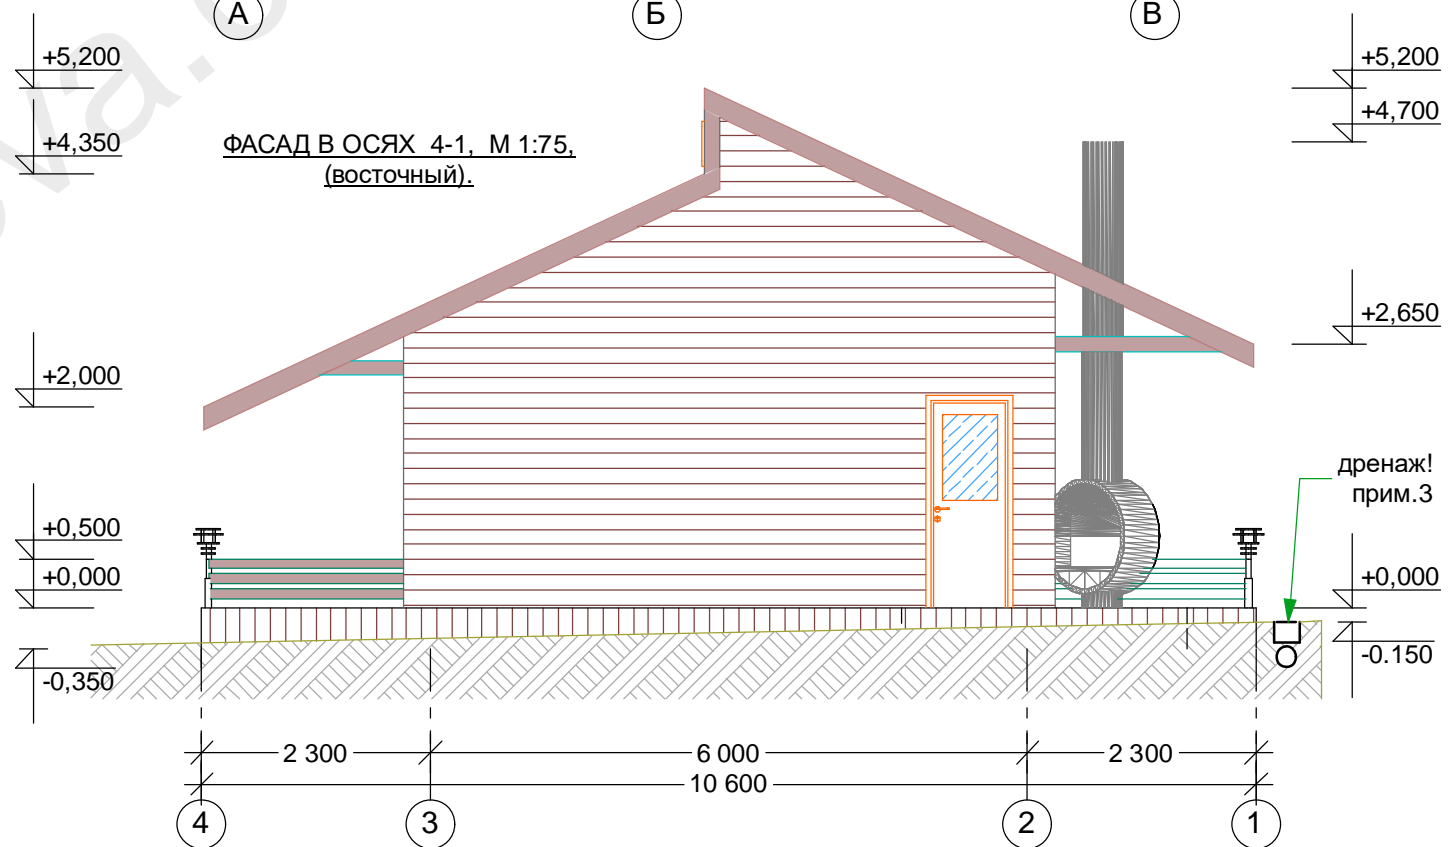 А Б В
+5,200 +5,200
+4,700
+4,350
ФАСАД В ОСЯХ 4-1, М 1:75,
(восточный).
+2,650
+2,000
дренаж!
прим.3
+0,500
+0,000 +0,000
-0.150
-0,350
2 300 6 000 2 300
10 600
4 3 2 1